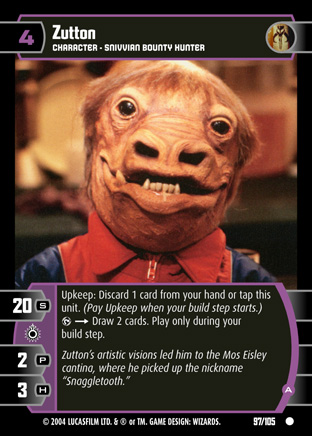 4
Zutton
CHARACTER - SNIVVIAN BOUNTY HUNTER
20 S
2 P
3 H
Upkeep: Discard 1 card from your hand or tap this
unit. (Pay Upkeep when your build step starts.)
→ Draw 2 cards. Play only during your
build step.
Zutton's artistic visions led him to the Mos Eisley
cantina, where he picked up the nickname
"Snaggletooth."
A
© 2004 LUCASFILM LTD. & ® or TM. GAME DESIGN: WIZARDS.
97/105